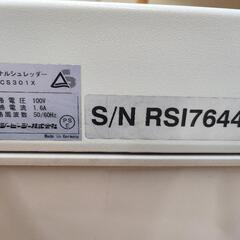 ナルシュレッダー
CS301X
電圧 100V
電流 1.6A
周波数 50/60Hz
PS
E
Made in Germany
S/N RSI7644